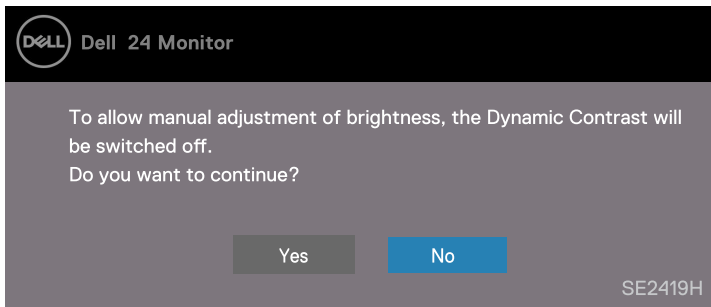 DELL Dell 24 Monitor
To allow manual adjustment of brightness, the Dynamic Contrast will
be switched off.
Do you want to continue?
Yes No
SE2419H